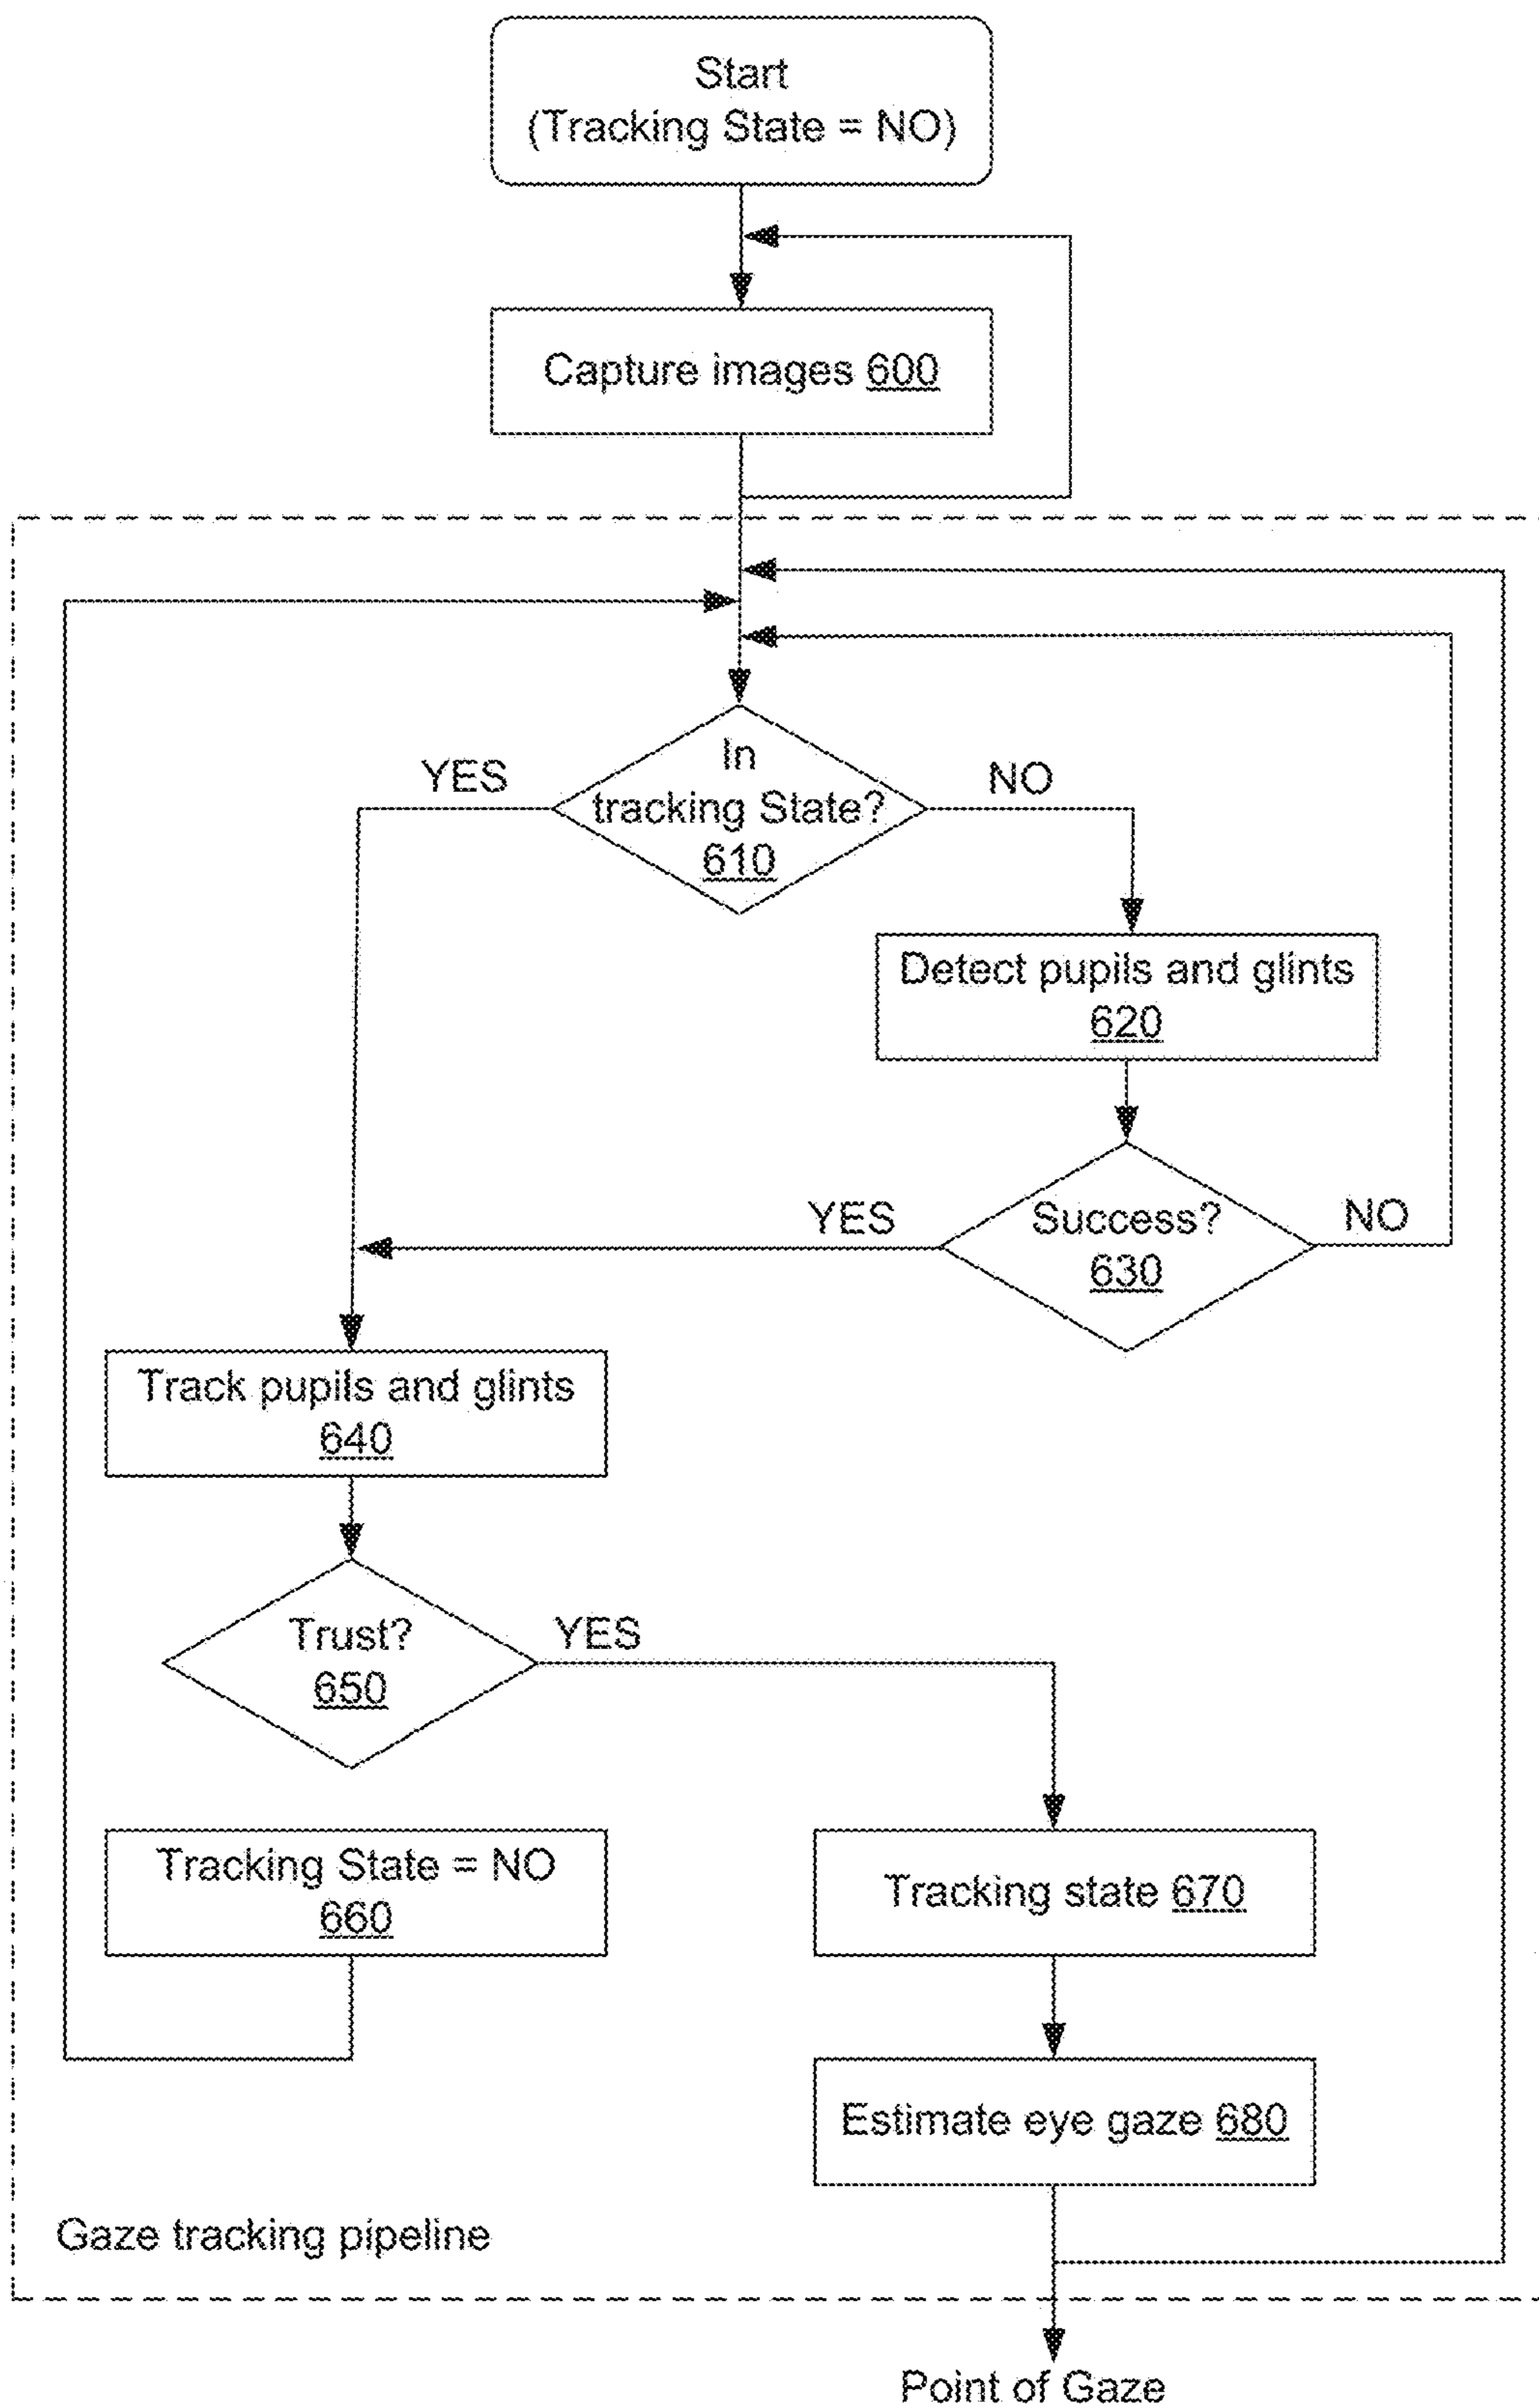 Start
(Tracking State = NO)
Capture images 600
In
tracking State?
610
YES
NO
Detect pupils and glints
620
Success?
630
YES
NO
Track pupils and glints
640
Trust?
650
YES
Tracking State = NO
660
Tracking state 670
Estimate eye gaze 680
Gaze tracking pipeline
Point of Gaze